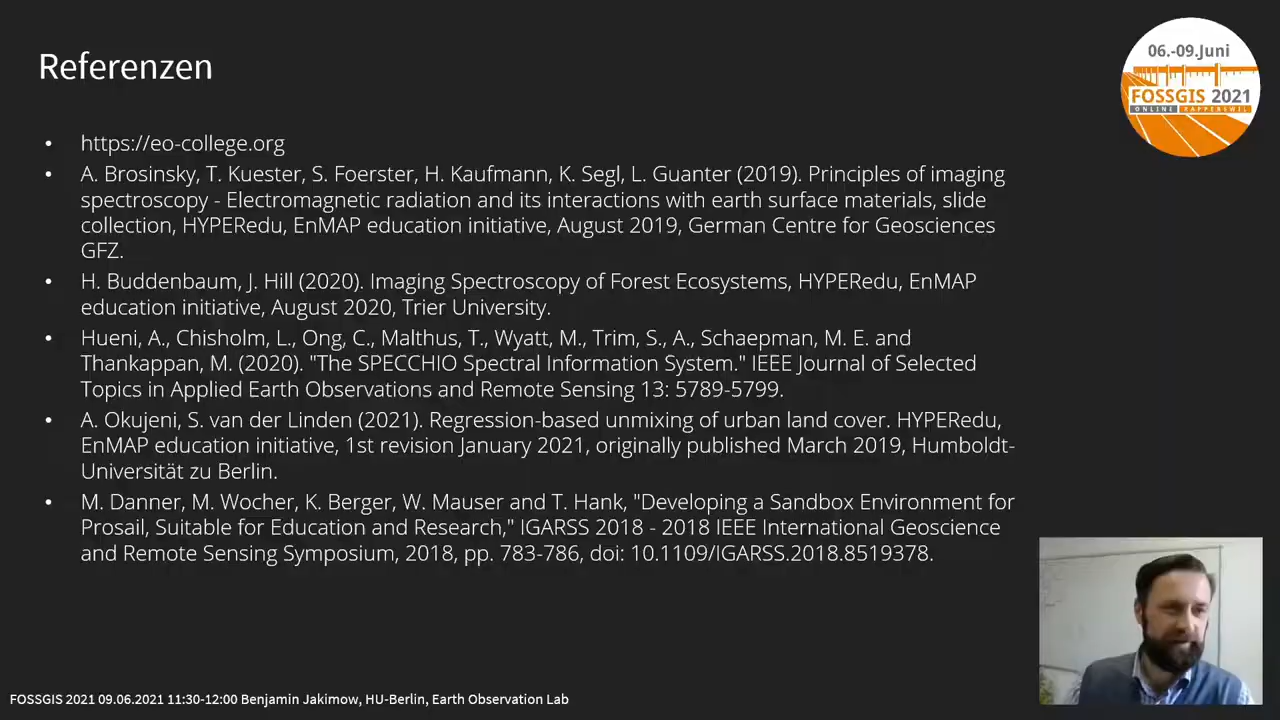 Referenzen
06.-09.Juni
FOSSGIS 2021
ONLINE RAPPERSWIL
• https://eo-college.org
• A. Brosinsky, T. Kuester, S. Foerster, H. Kaufmann, K. Segl, L. Guanter (2019). Principles of imaging
spectroscopy - Electromagnetic radiation and its interactions with earth surface materials, slide
collection, HYPERedu, EnMAP education initiative, August 2019, German Centre for Geosciences
GFZ.
• H. Buddenbaum, J. Hill (2020). Imaging Spectroscopy of Forest Ecosystems, HYPERedu, EnMAP
education initiative, August 2020, Trier University.
• Hueni, A., Chisholm, L., Ong, C., Malthus, T., Wyatt, M., Trim, S., A., Schaepman, M. E. and
Thankappan, M. (2020). "The SPECCHIO Spectral Information System." IEEE Journal of Selected
Topics in Applied Earth Observations and Remote Sensing 13: 5789-5799.
• A. Okujeni, S. van der Linden (2021). Regression-based unmixing of urban land cover. HYPERedu,
EnMAP education initiative, 1st revision January 2021, originally published March 2019, Humboldt-
Universität zu Berlin.
• M. Danner, M. Wocher, K. Berger, W. Mauser and T. Hank, "Developing a Sandbox Environment for
Prosail, Suitable for Education and Research," IGARSS 2018 - 2018 IEEE International Geoscience
and Remote Sensing Symposium, 2018, pp. 783-786, doi: 10.1109/IGARSS.2018.8519378.
FOSSGIS 2021 09.06.2021 11:30-12:00 Benjamin Jakimow, HU-Berlin, Earth Observation Lab